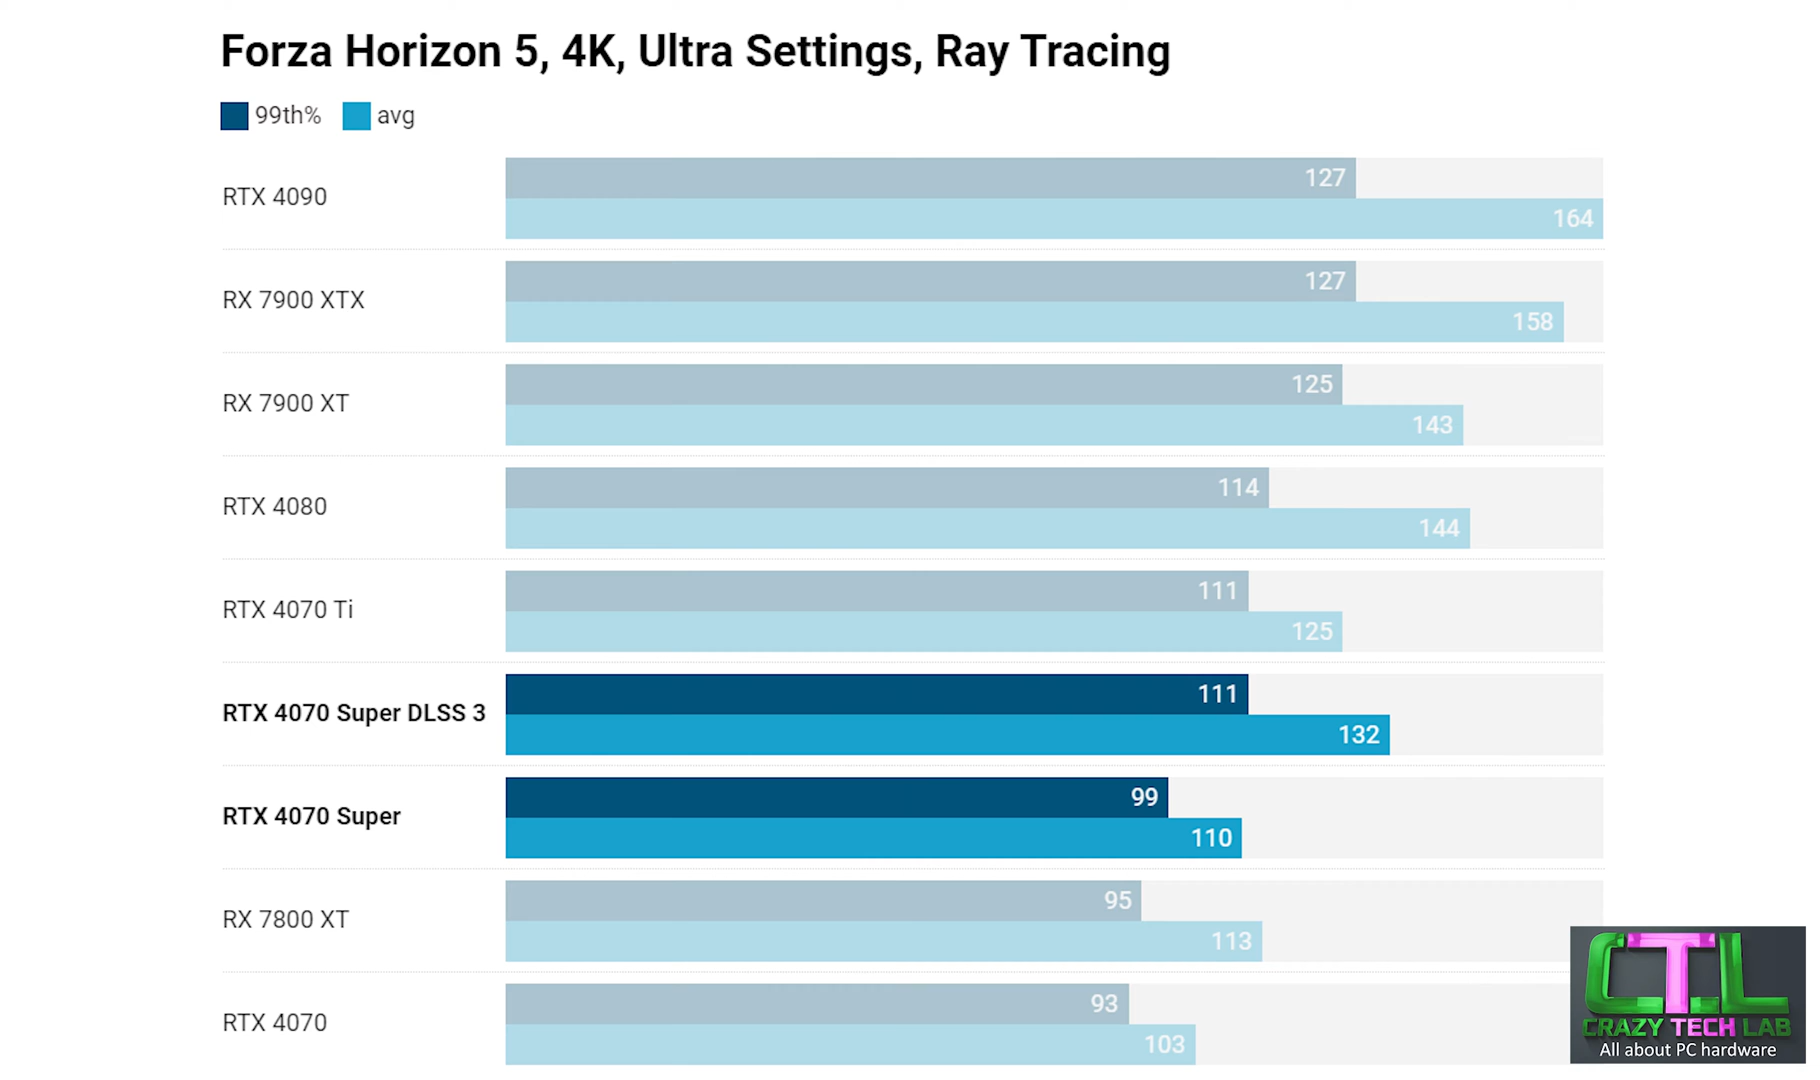 Forza Horizon 5, 4K, Ultra Settings, Ray Tracing
99th% avg
RTX 4090
127
164
RX 7900 XTX
127
158
RX 7900 XT
125
143
RTX 4080
114
144
RTX 4070 Ti
111
125
RTX 4070 Super DLSS 3
111
132
RTX 4070 Super
99
110
RX 7800 XT
95
113
RTX 4070
93
103
CTL
CRAZY TECH LAB
All about PC hardware